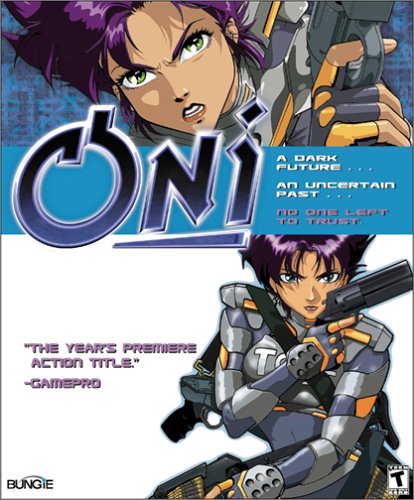 Oni
A DARK
FUTURE . . .
AN UNCERTAIN
PAST . . .
NO ONE LEFT
TO TRUST.
"THE YEAR'S PREMIERE
ACTION TITLE."
-GAMEPRO
BUNGIE
TEEN
T
ESRB